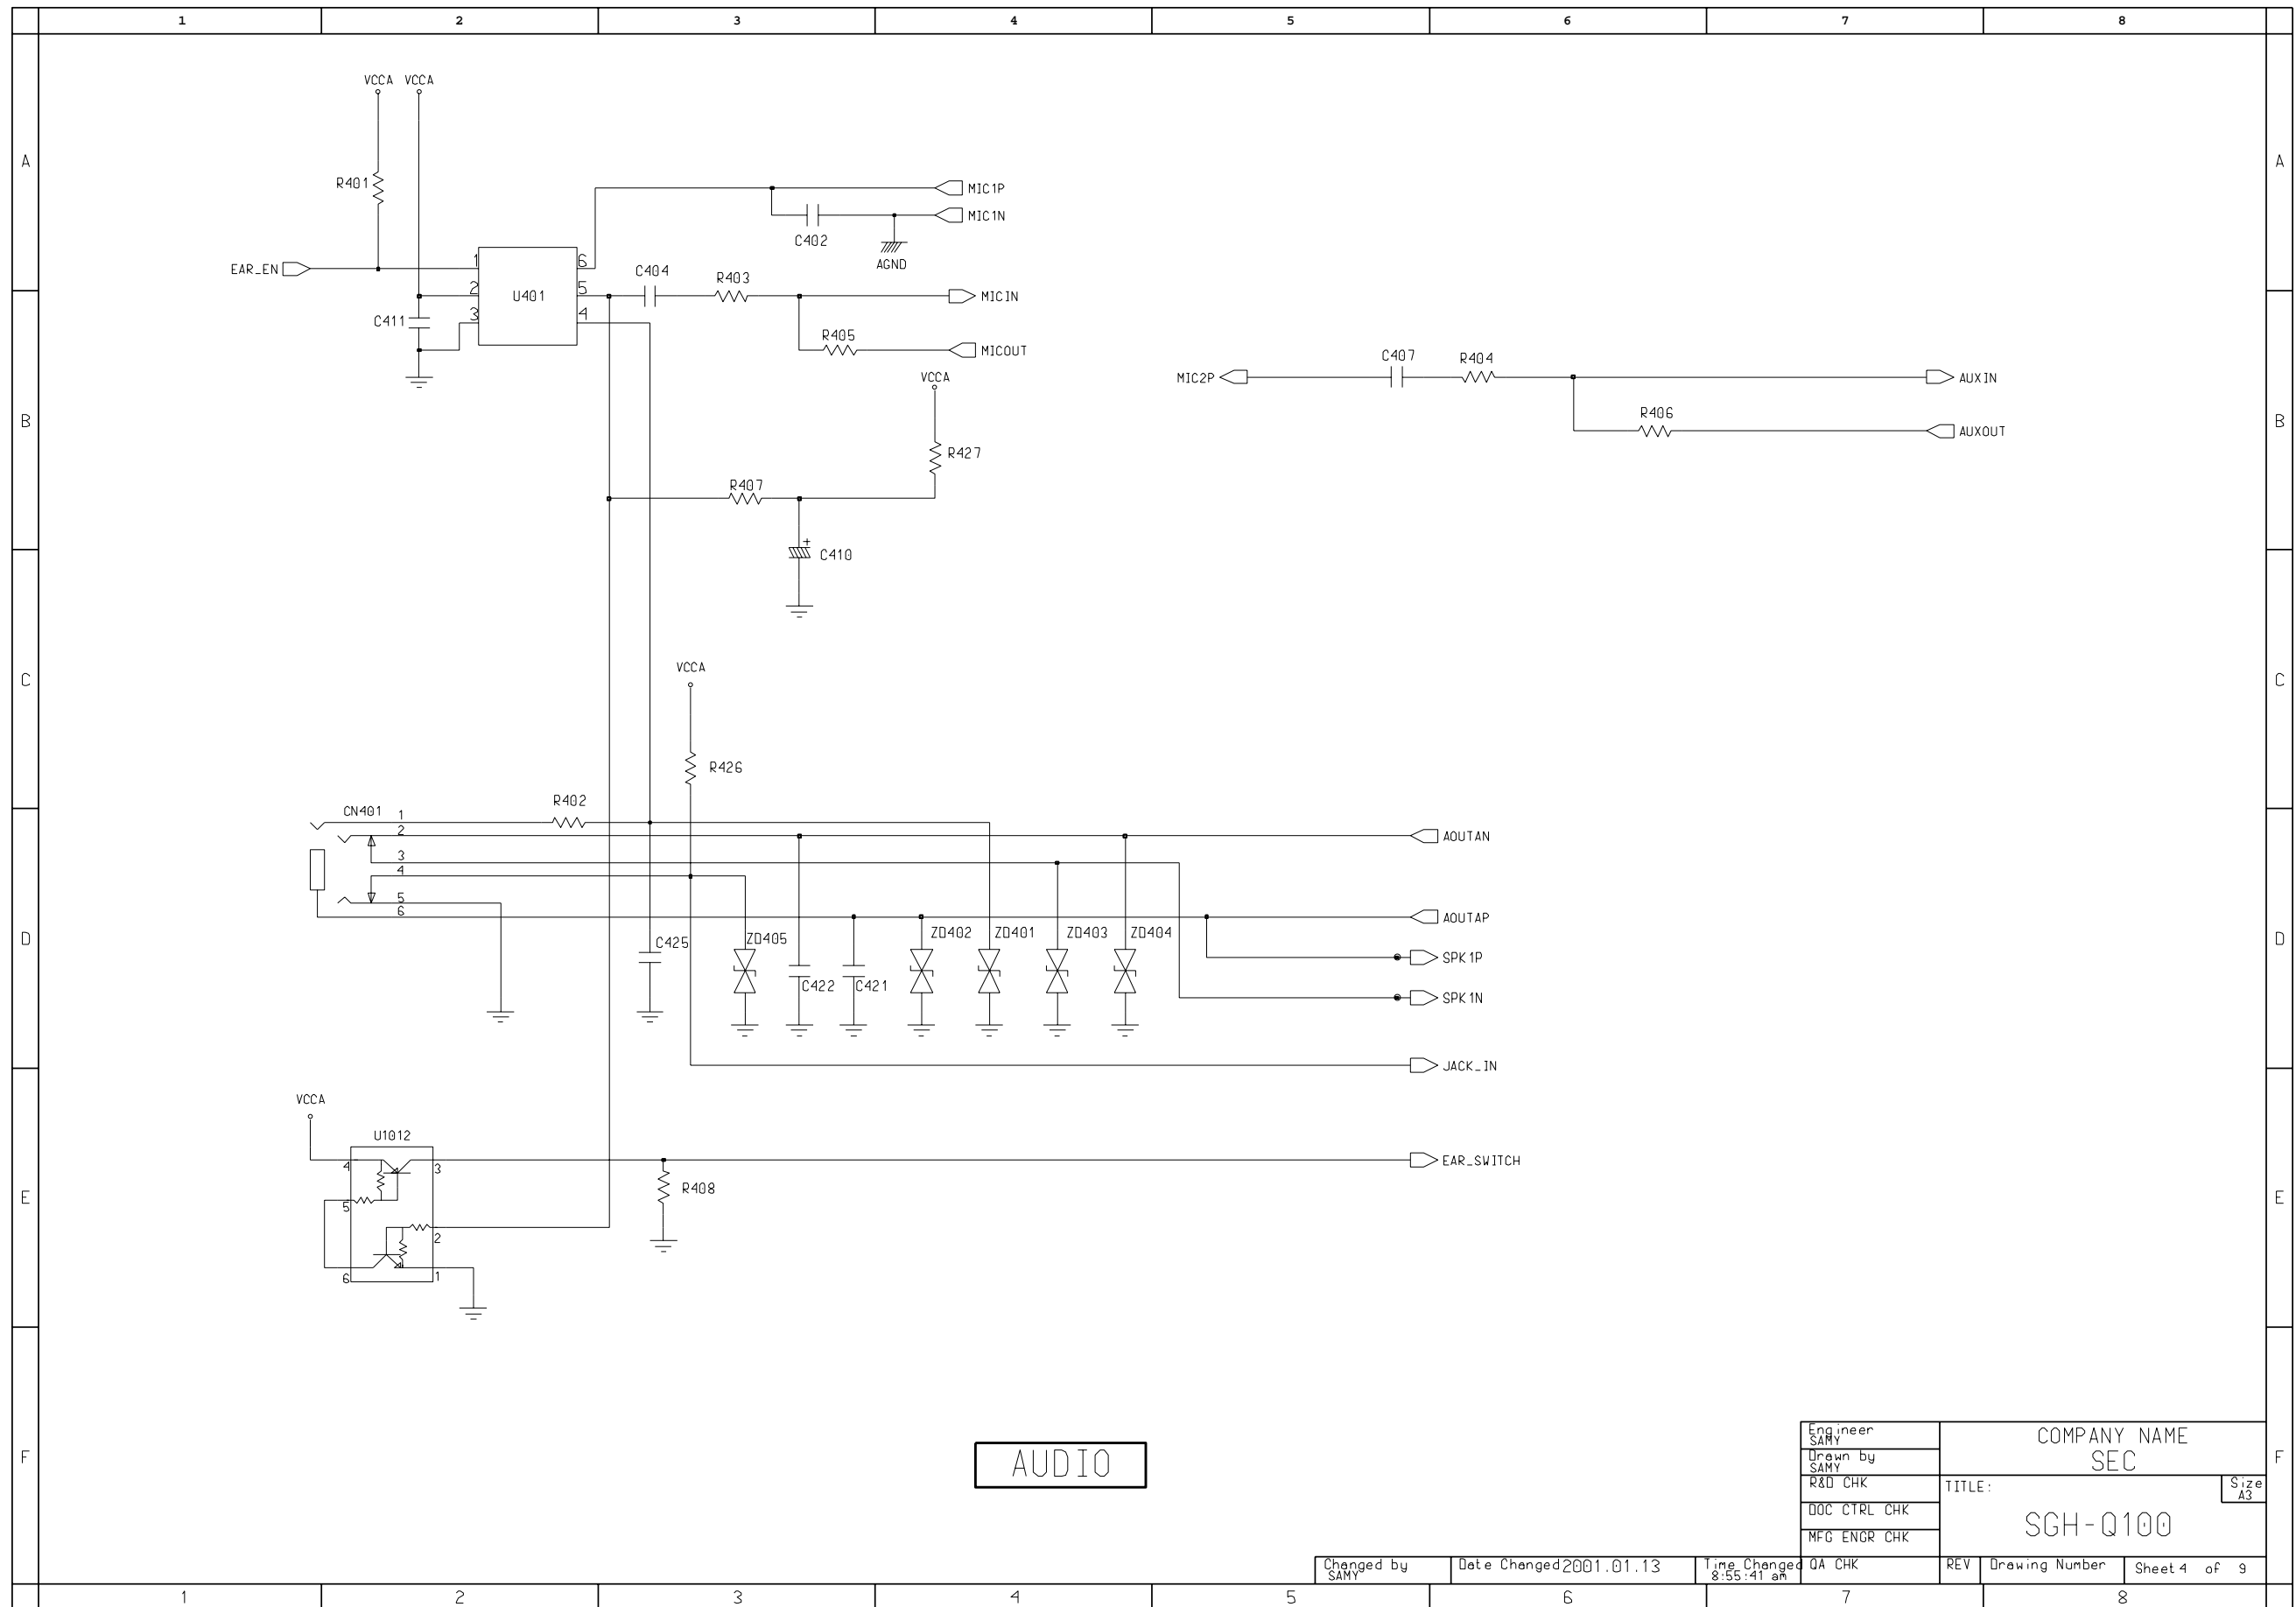 1 2 3 4 5 6 7 8
VCCA VCCA
A A
R401
MIC1P
MIC1N
C402
AGND
EAR_EN
1 6
C404
R403
2 U401 5
MICIN
C411
3 4
R405
MICOUT
C407
R404
MIC2P
AUXIN
VCCA
R406
B B
AUXOUT
R427
R407
+
C410
VCCA
C C
R426
R402
CN401 1
2
AOUTAN
3
4
5
6
AOUTAP
ZD405
ZD402 ZD401 ZD403 ZD404
D D
C425
SPK1P
C422 C421
SPK1N
JACK_IN
VCCA
U1012
4 3
EAR_SWITCH
R408
E E
5
2
6 1
AUDIO
F F
Engineer
SAMY
Drawn by
SAMY
R&D CHK
DOC CTRL CHK
MFG ENGR CHK
QA CHK
COMPANY NAME
SEC
TITLE:
Size
A3
SGH-Q100
Changed by
SAMY
Date Changed 2001.01.13
Time Changed
8:55:41 am
REV
Drawing Number
Sheet 4 of 9
1 2 3 4 5 6 7 8